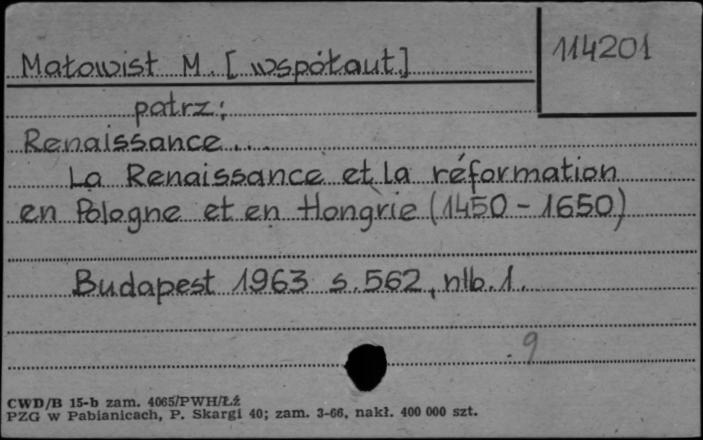 Małowist M. [współaut.]
114201
patrz:
Renaissance...
La Renaissance et la réformation
en Pologne et en Hongrie (1450-1650)
Budapest 1963 s. 562, nlb. 1.
9
CWD/B 15-b zam. 4065/PWH/Łź
PZG w Pabianicach, P. Skargi 40; zam. 3-66, nakł. 400 000 szt.